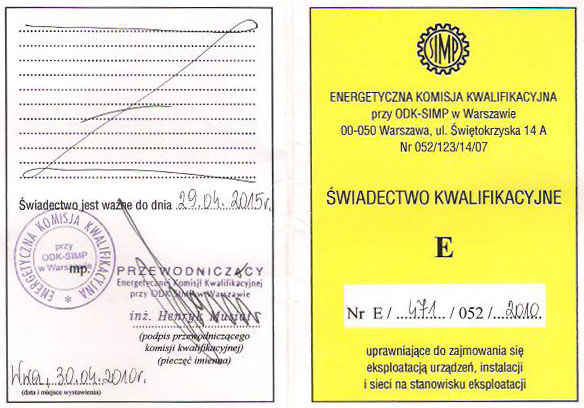 Świadectwo jest ważne do dnia 29.04.2015r.
ENERGETYCZNA KOMISJA KWALIFIKACYJNA
przy
ODK-SIMP
w Warszawie
mp.
PRZEWODNICZĄCY
Energetycznej Komisji Kwalifikacyjnej
przy ODK-SIMP w Warszawie
inż. Henryk Musiał
(podpis przewodniczącego
komisji kwalifikacyjnej)
(pieczęć imienna)
Wwa, 30.04.2010r.
(data i miejsce wystawienia)
SIMP
ENERGETYCZNA KOMISJA KWALIFIKACYJNA
przy ODK-SIMP w Warszawie
00-050 Warszawa, ul. Świętokrzyska 14 A
Nr 052/123/14/07
ŚWIADECTWO KWALIFIKACYJNE
E
Nr E /...471... / 052 /...2010.
uprawniające do zajmowania się
eksploatacją urządzeń, instalacji
i sieci na stanowisku eksploatacji